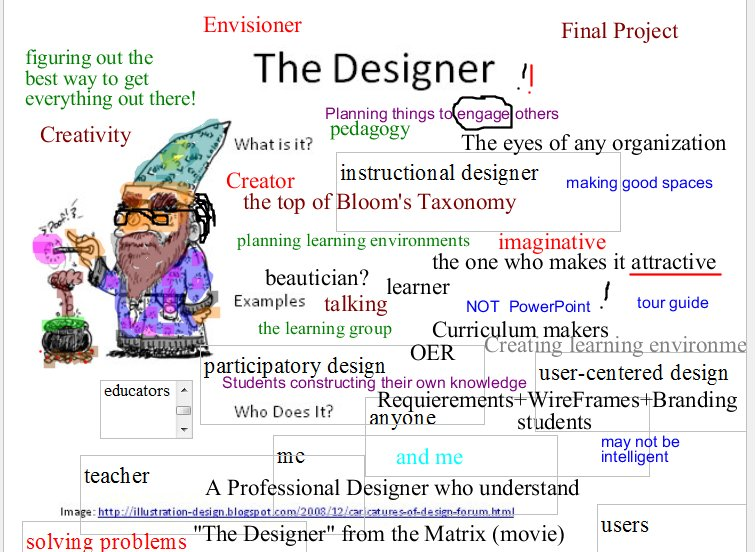 Envisioner
Final Project
figuring out the
best way to get
everything out there!
The Designer !!
Planning things to engage others
Creativity
pedagogy
What is it?
The eyes of any organization
instructional designer
Creator
making good spaces
the top of Bloom's Taxonomy
Poof!?
planning learning environments
imaginative
the one who makes it attractive
beautician?
learner
Examples
talking
NOT PowerPoint !
tour guide
the learning group
Curriculum makers
Creating learning environme
OER
participatory design
user-centered design
Students constructing their own knowledge
educators
Requierements+WireFrames+Branding
Who Does It?
anyone
students
may not be
intelligent
me
and me
teacher
A Professional Designer who understand
Image: http://illustration-design.blogspot.com/2008/12/caricatures-of-design-forum.html
users
"The Designer" from the Matrix (movie)
solving problems